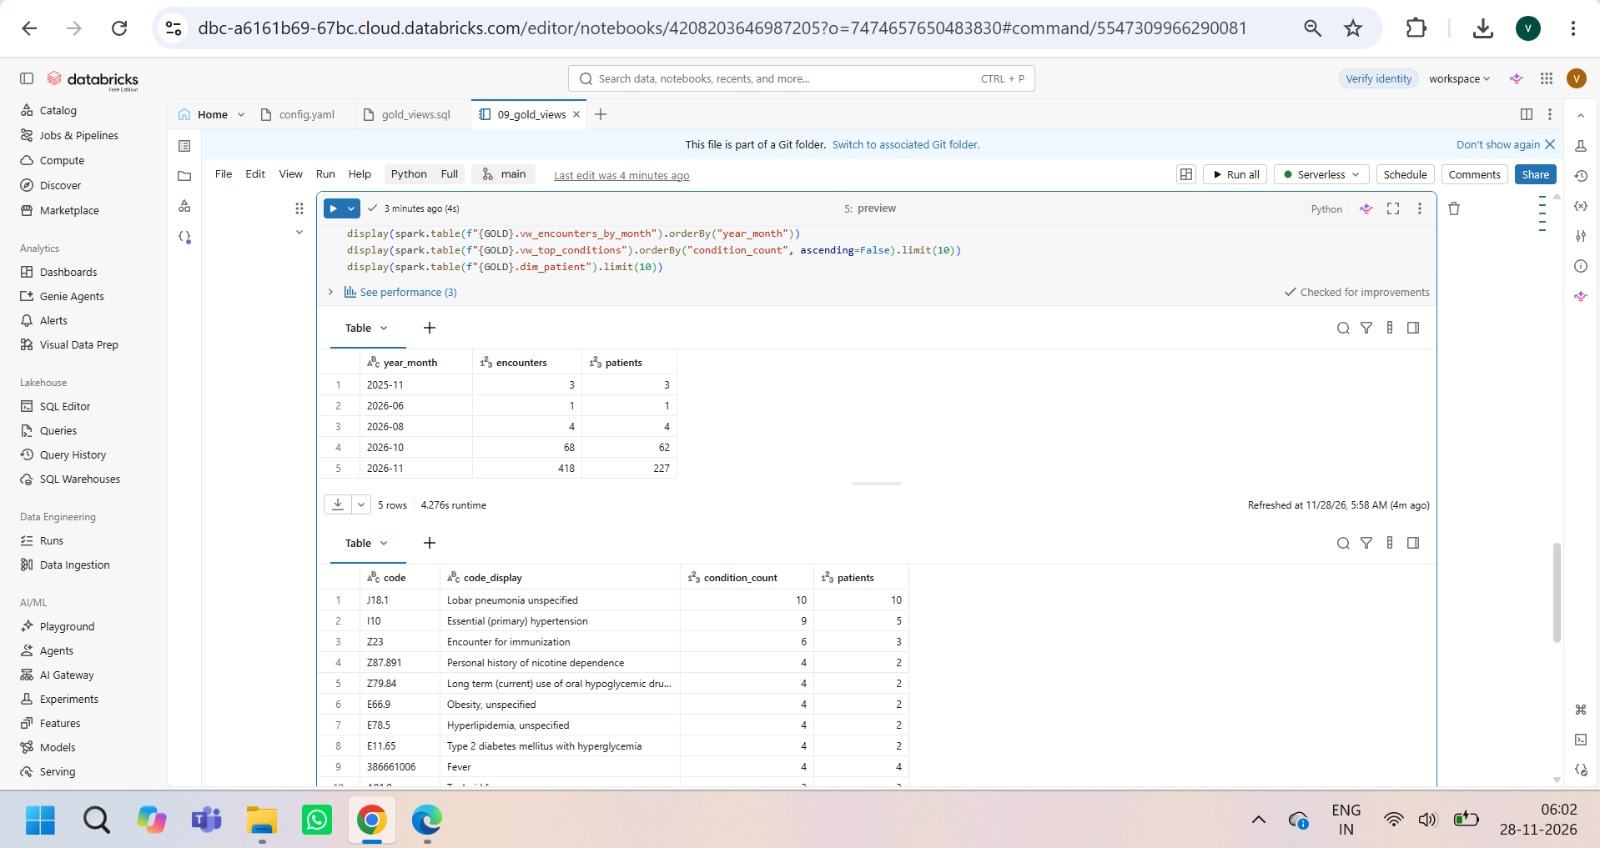 dbc-a6161b69-67bc.cloud.databricks.com/editor/notebooks/4208203646987205?o=7474657650483830#command/5547309966290081
V
databricks
Free Edition
Search data, notebooks, recents, and more...
CTRL + P
Verify identity
workspace
V
Catalog
Jobs & Pipelines
Compute
Discover
Marketplace
Analytics
Dashboards
Genie Agents
Alerts
Visual Data Prep
Lakehouse
SQL Editor
Queries
Query History
SQL Warehouses
Data Engineering
Runs
Data Ingestion
AI/ML
Playground
Agents
AI Gateway
Experiments
Features
Models
Serving
Home
config.yaml
gold_views.sql
09_gold_views
This file is part of a Git folder. Switch to associated Git folder.
Don't show again
File Edit View Run Help Python Full main Last edit was 4 minutes ago
Run all
Serverless
Schedule
Comments
Share
3 minutes ago (4s)
5: preview
Python
display(spark.table(f"{GOLD}.vw_encounters_by_month").orderBy("year_month"))
display(spark.table(f"{GOLD}.vw_top_conditions").orderBy("condition_count", ascending=False).limit(10))
display(spark.table(f"{GOLD}.dim_patient").limit(10))
See performance (3)
Checked for improvements
Table
year_month encounters patients
1 2025-11 3 3
2 2026-06 1 1
3 2026-08 4 4
4 2026-10 68 62
5 2026-11 418 227
5 rows 4.276s runtime
Refreshed at 11/28/26, 5:58 AM (4m ago)
Table
code code_display condition_count patients
1 J18.1 Lobar pneumonia unspecified 10 10
2 I10 Essential (primary) hypertension 9 5
3 Z23 Encounter for immunization 6 3
4 Z87.891 Personal history of nicotine dependence 4 2
5 Z79.84 Long term (current) use of oral hypoglycemic dru... 4 2
6 E66.9 Obesity, unspecified 4 2
7 E78.5 Hyperlipidemia, unspecified 4 2
8 E11.65 Type 2 diabetes mellitus with hyperglycemia 4 2
9 386661006 Fever 4 4
ENG
IN
06:02
28-11-2026